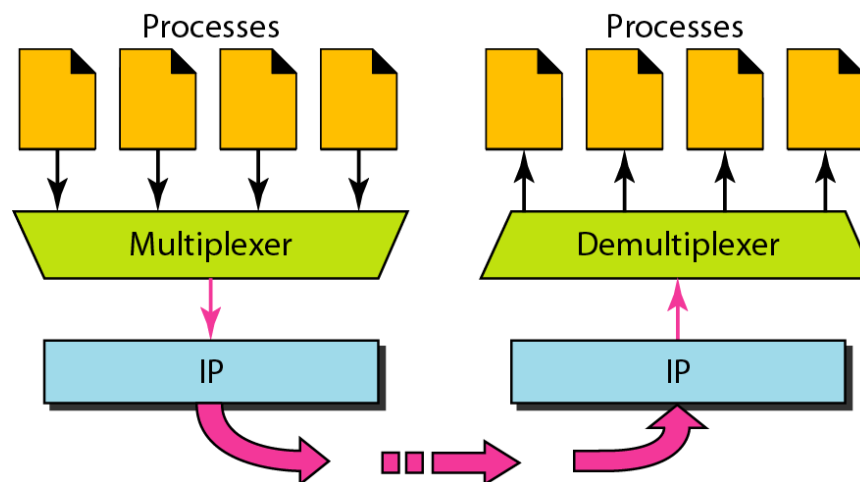 Processes
Processes
Multiplexer
Demultiplexer
IP
IP